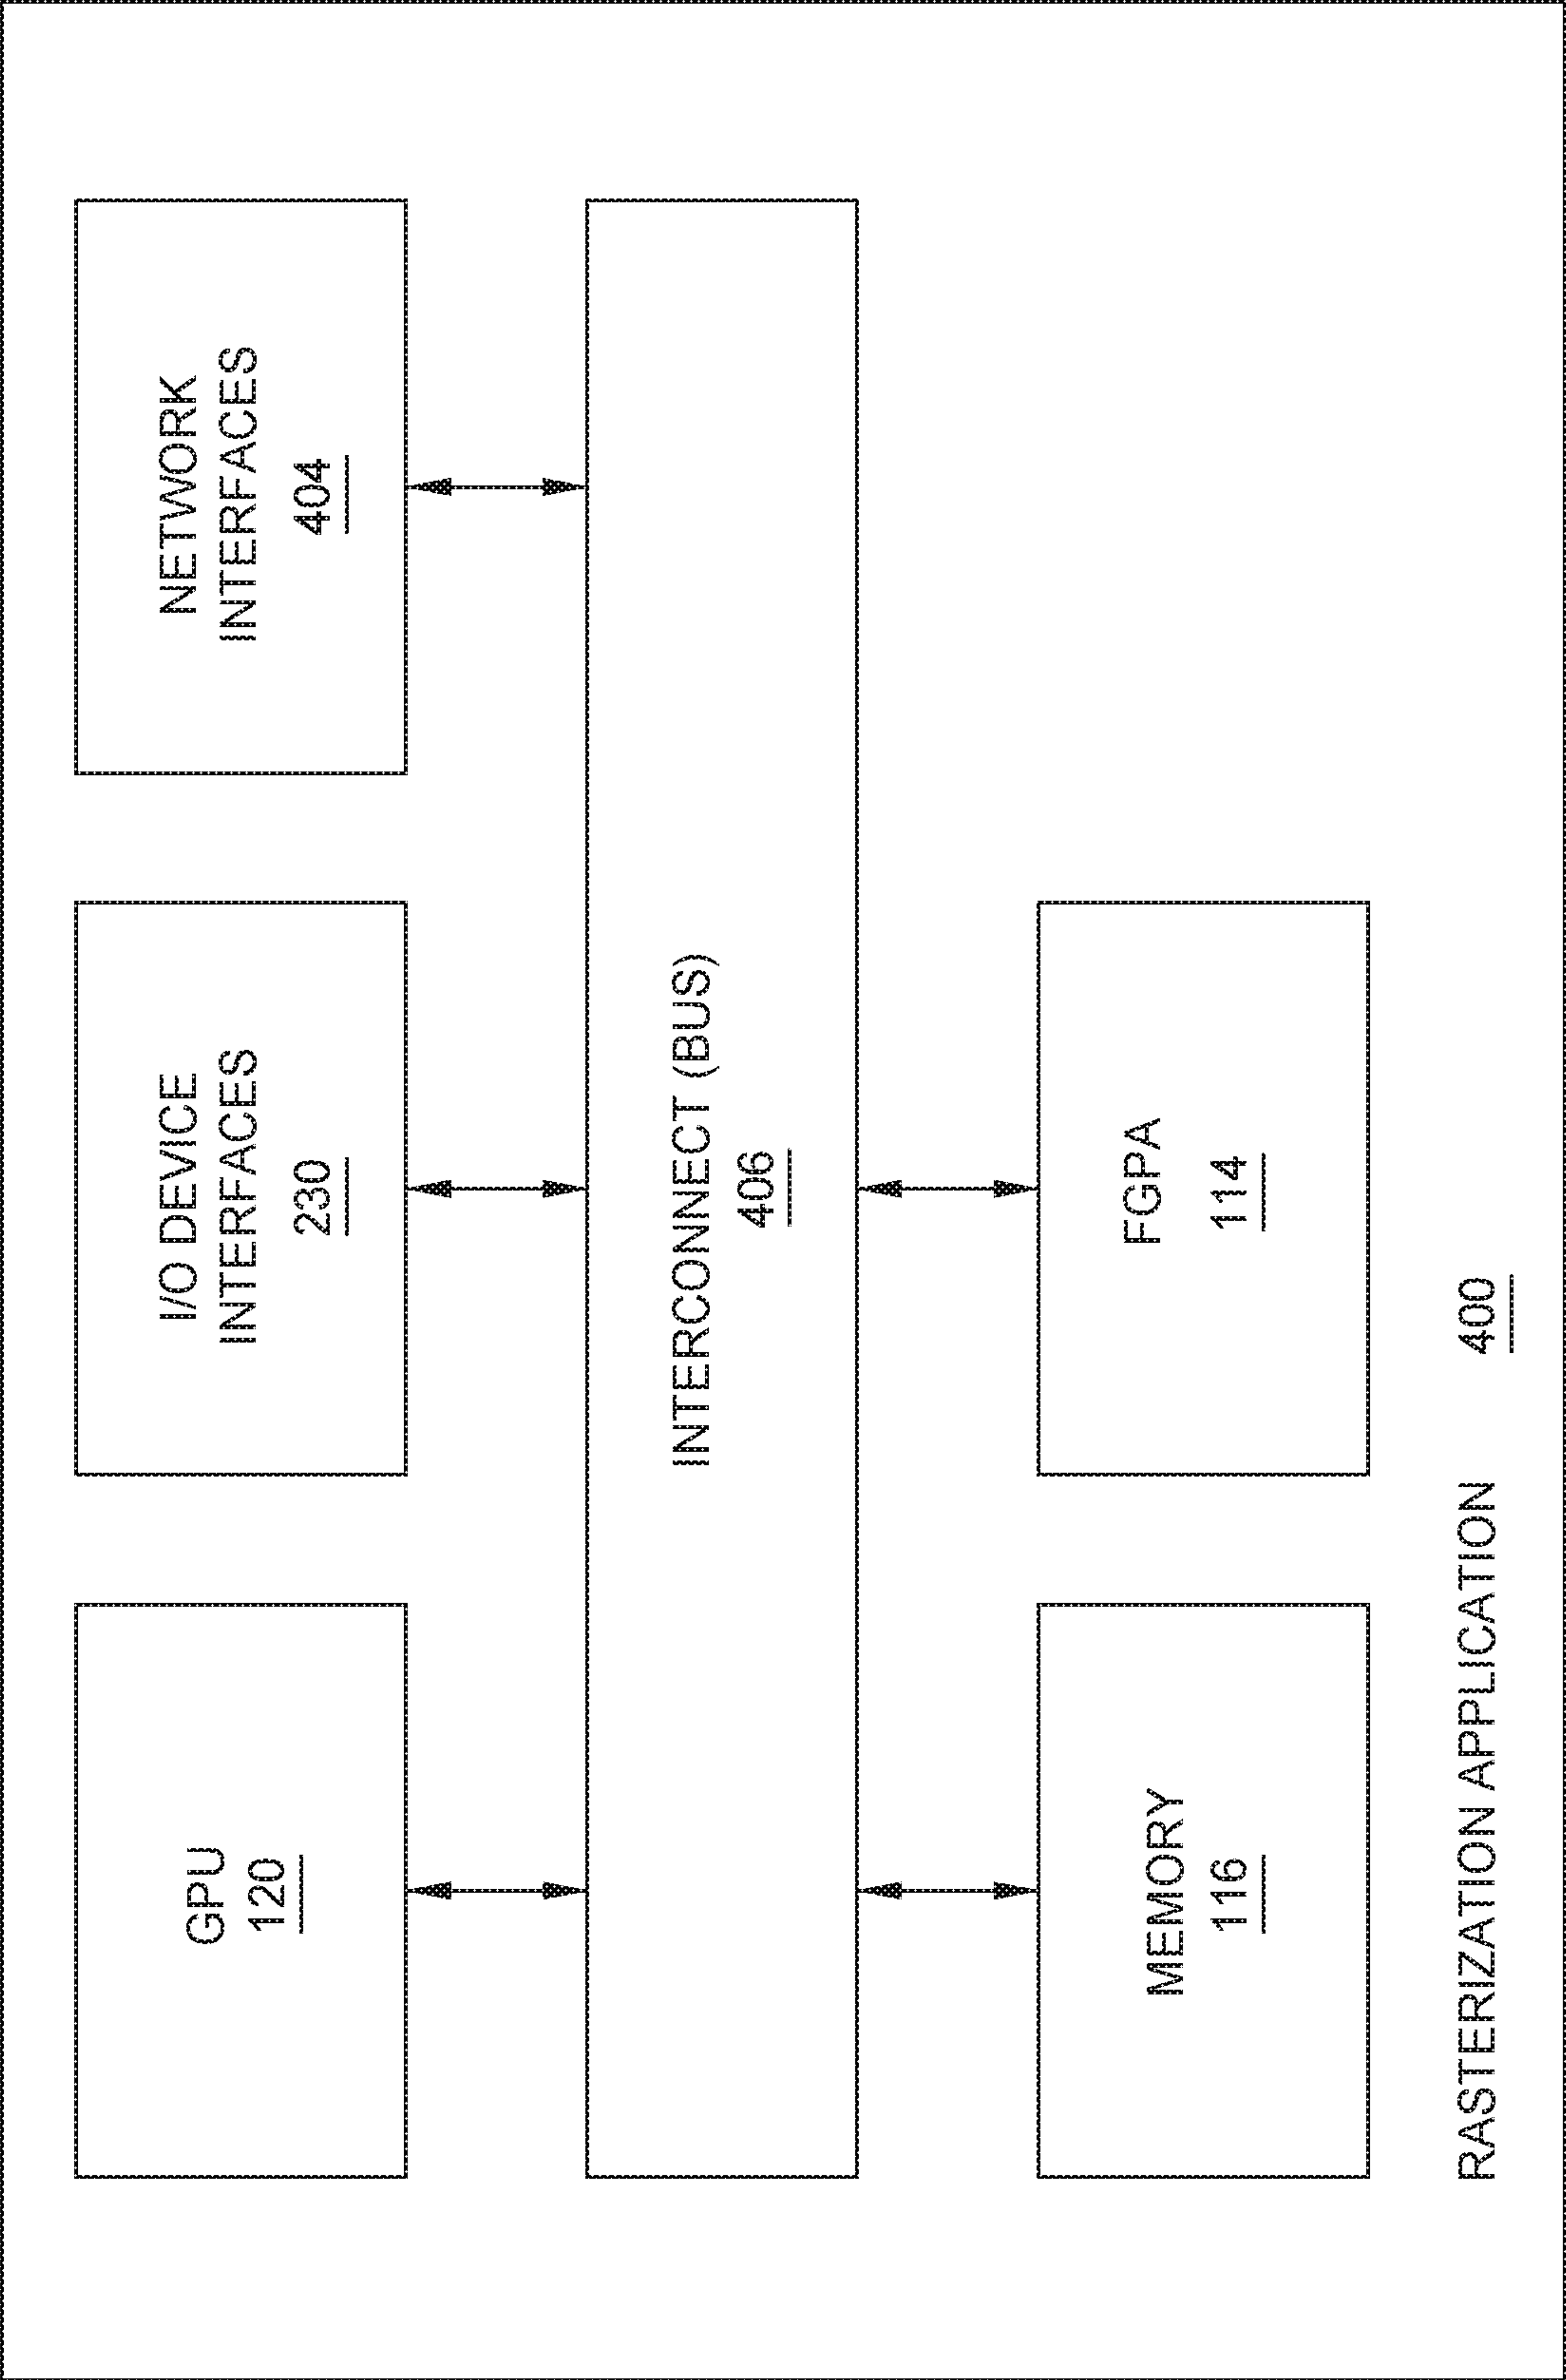 GPU
120
I/O DEVICE
INTERFACES
230
NETWORK
INTERFACES
404
INTERCONNECT (BUS)
406
MEMORY
116
FGPA
114
RASTERIZATION APPLICATION 400